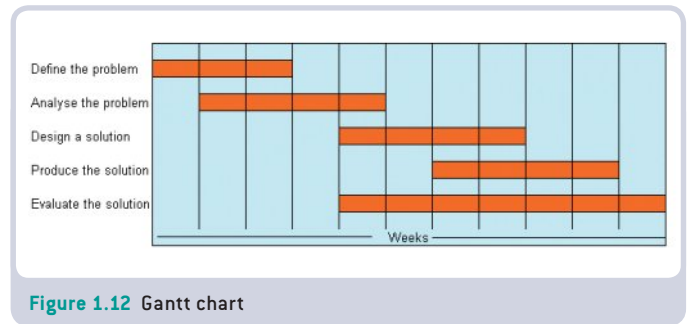 Define the problem
Analyse the problem
Design a solution
Produce the solution
Evaluate the solution
Weeks
Figure 1.12 Gantt chart